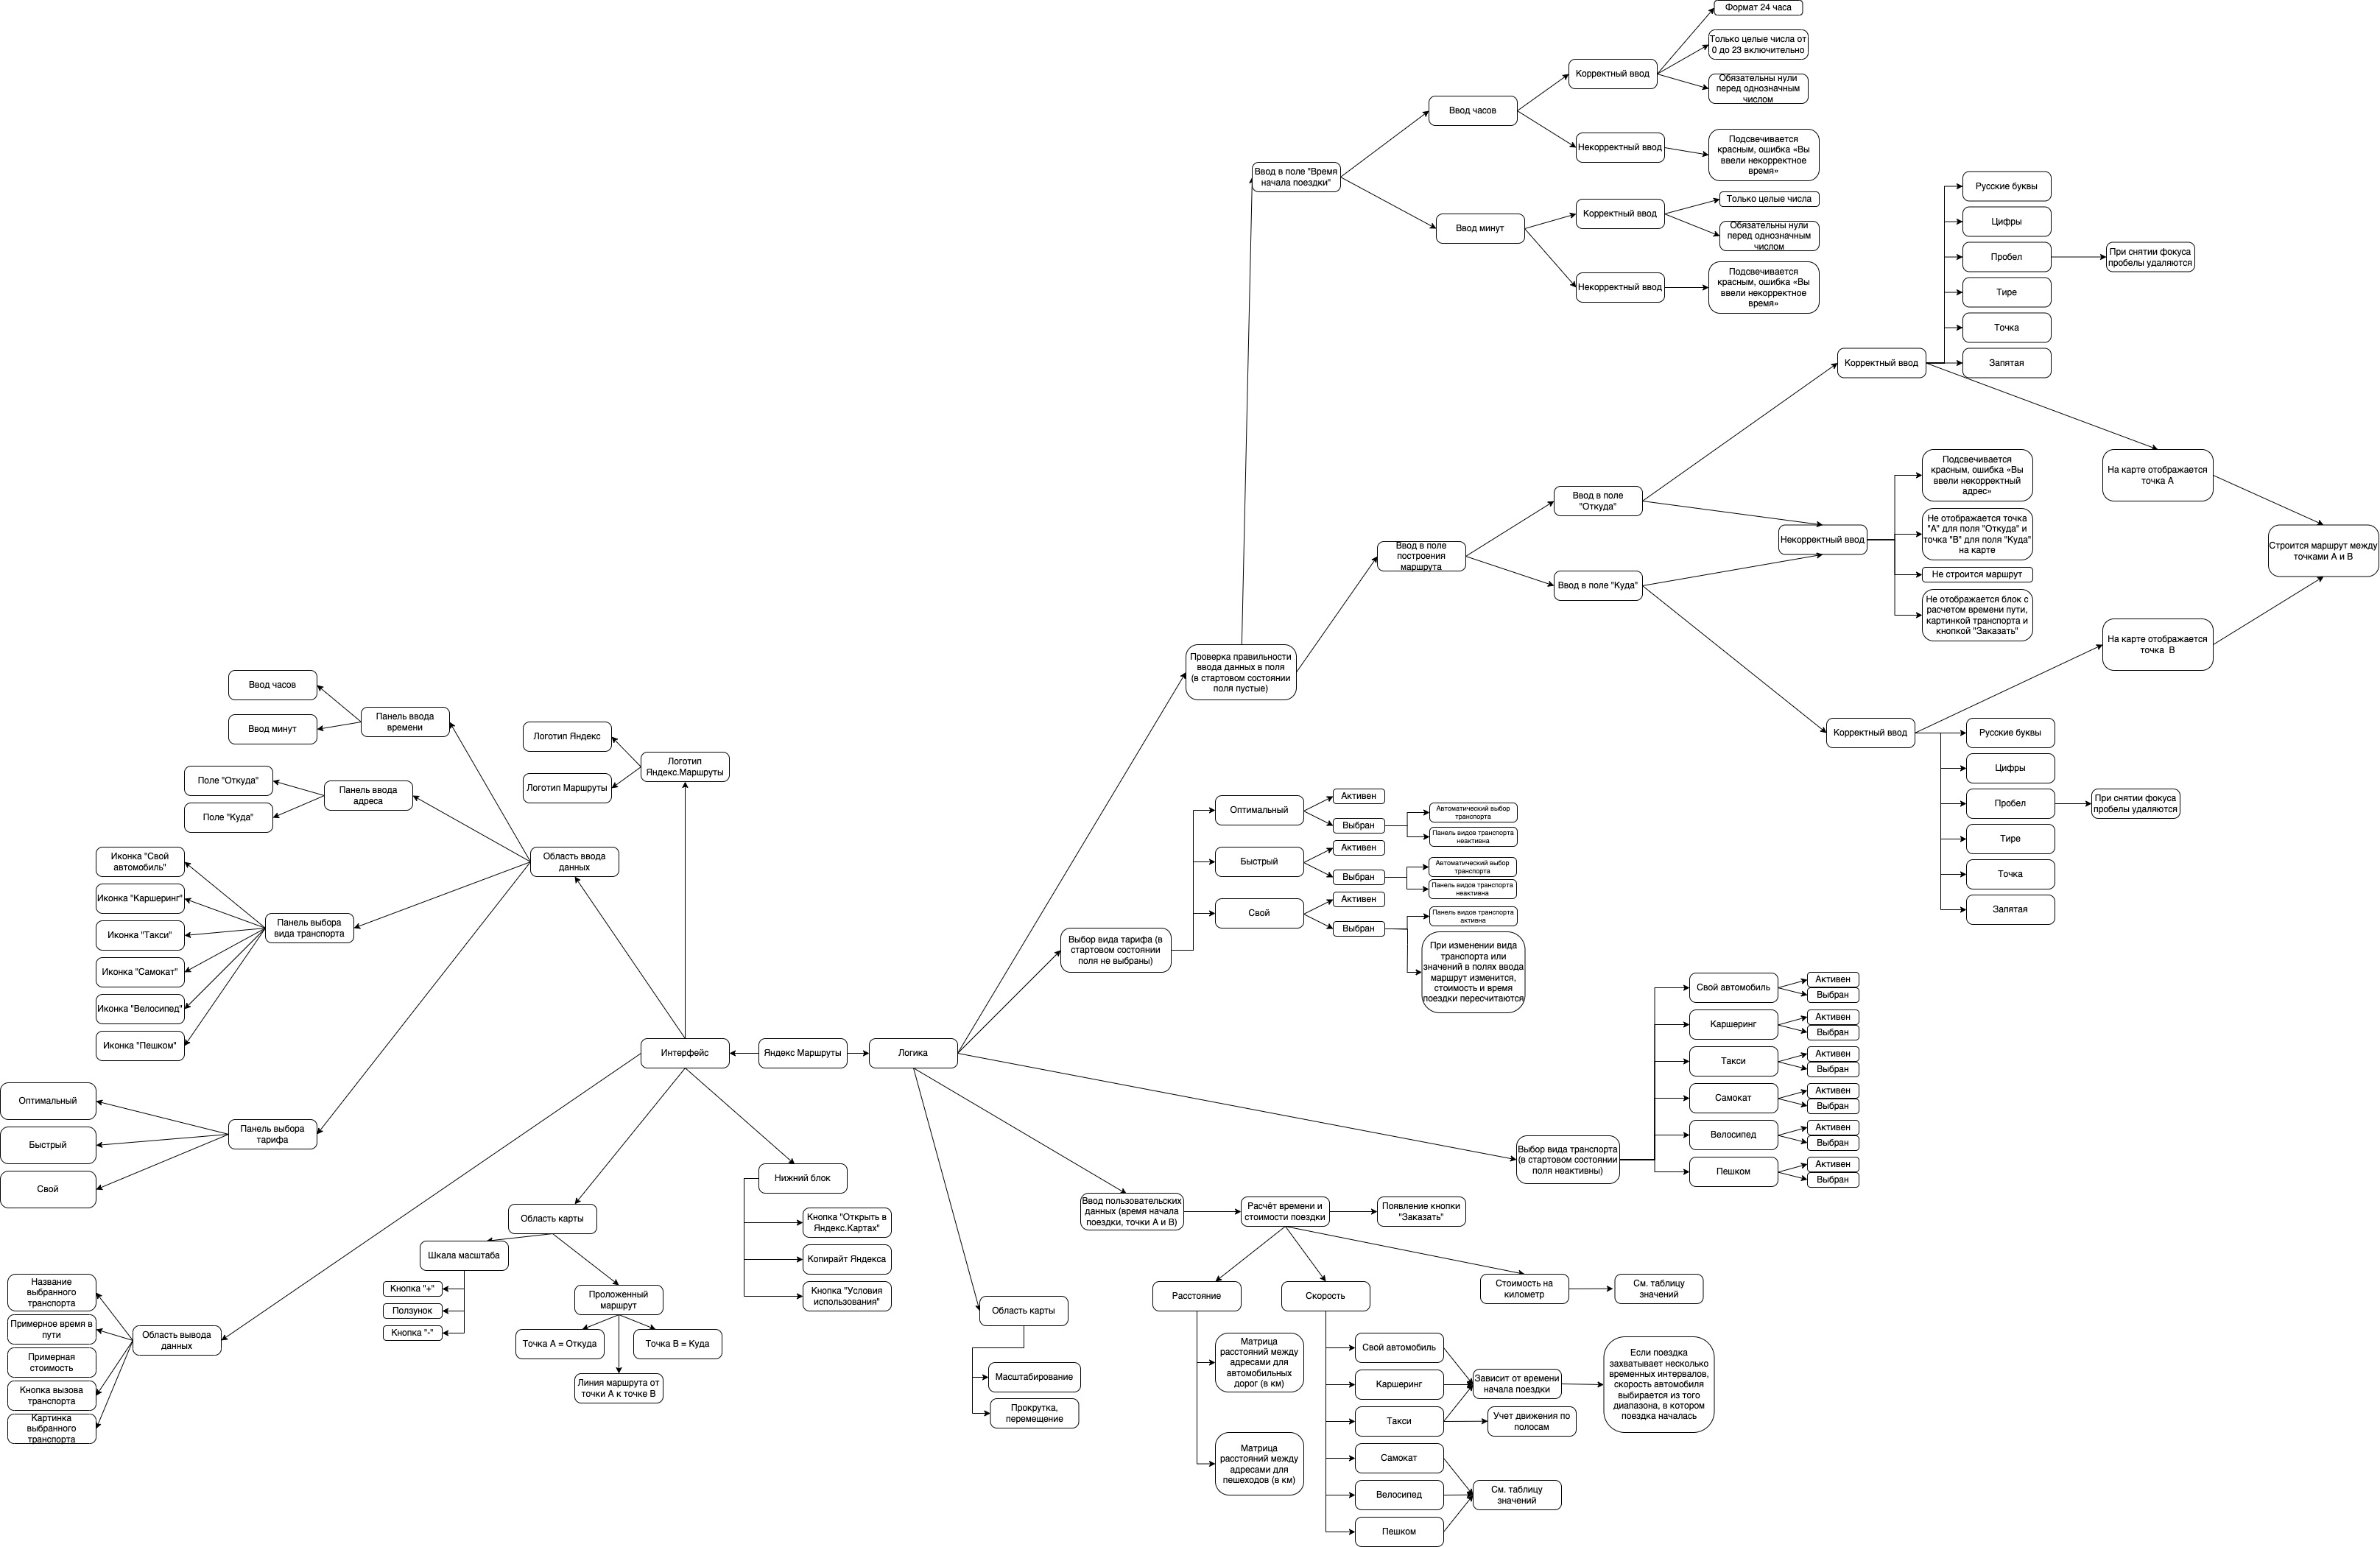 Формат 24 часа
Только целые числа от
0 до 23 включительно
Обязательны нули
перед однозначным
числом
Корректный ввод
Ввод часов
Некорректный ввод
Подсвечивается
красным, ошибка «Вы
ввели некорректное
время»
Ввод в поле "Время
начала поездки"
Ввод минут
Корректный ввод
Только целые числа
Обязательны нули
перед однозначным
числом
Некорректный ввод
Подсвечивается
красным, ошибка «Вы
ввели некорректное
время»
Русские буквы
Цифры
Пробел
При снятии фокуса
пробелы удаляются
Тире
Точка
Запятая
Корректный ввод
На карте отображается
точка А
Строится маршрут между
точками А и В
На карте отображается
точка  В
Ввод в поле
"Откуда"
Ввод в поле
построения
маршрута
Ввод в поле "Куда"
Некорректный ввод
Подсвечивается
красным, ошибка «Вы
ввели некорректный
адрес»
Не отображается точка
"А" для поля "Откуда" и
точка "В" для поля "Куда"
на карте
Не строится маршрут
Не отображается блок с
расчетом времени пути,
картинкой транспорта и
кнопкой "Заказать"
Проверка правильности
ввода данных в поля
(в стартовом состоянии
поля пустые)
Корректный ввод
Русские буквы
Цифры
Пробел
При снятии фокуса
пробелы удаляются
Тире
Точка
Запятая
Ввод часов
Ввод минут
Панель ввода
времени
Логотип Яндекс
Логотип Маршруты
Логотип
Яндекс.Маршруты
Поле "Откуда"
Поле "Куда"
Панель ввода
адреса
Область ввода
данных
Иконка "Свой
автомобиль"
Иконка "Каршеринг"
Иконка "Такси"
Иконка "Самокат"
Иконка "Велосипед"
Иконка "Пешком"
Панель выбора
вида транспорта
Оптимальный
Быстрый
Свой
Панель выбора
тарифа
Интерфейс
Яндекс Маршруты
Логика
Выбор вида тарифа (в
стартовом состоянии
поля не выбраны)
Оптимальный
Активен
Выбран
Автоматический выбор
транспорта
Панель видов транспорта
неактивна
Быстрый
Активен
Выбран
Автоматический выбор
транспорта
Панель видов транспорта
неактивна
Свой
Активен
Выбран
Панель видов транспорта
активна
При изменении вида
транспорта или
значений в полях ввода
маршрут изменится,
стоимость и время
поездки пересчитаются
Выбор вида транспорта
(в стартовом состоянии
поля неактивны)
Свой автомобиль
Активен
Выбран
Каршеринг
Активен
Выбран
Такси
Активен
Выбран
Самокат
Активен
Выбран
Велосипед
Активен
Выбран
Пешком
Активен
Выбран
Нижний блок
Кнопка "Открыть в
Яндекс.Картах"
Копирайт Яндекса
Кнопка "Условия
использования"
Область карты
Шкала масштаба
Кнопка "+"
Ползунок
Кнопка "-"
Проложенный
маршрут
Точка А = Откуда
Точка В = Куда
Линия маршрута от
точки А к точке В
Область вывода
данных
Название
выбранного
транспорта
Примерное время в
пути
Примерная
стоимость
Кнопка вызова
транспорта
Картинка
выбранного
транспорта
Область карты
Масштабирование
Прокрутка,
перемещение
Ввод пользовательских
данных (время начала
поездки, точки А и В)
Расчёт времени и
стоимости поездки
Появление кнопки
"Заказать"
Расстояние
Матрица
расстояний между
адресами для
автомобильных
дорог (в км)
Матрица
расстояний между
адресами для
пешеходов (в км)
Скорость
Свой автомобиль
Каршеринг
Такси
Самокат
Велосипед
Пешком
Зависит от времени
начала поездки
Учет движения по
полосам
См. таблицу
значений
Если поездка
захватывает несколько
временных интервалов,
скорость автомобиля
выбирается из того
диапазона, в котором
поездка началась
Стоимость на
километр
См. таблицу
значений